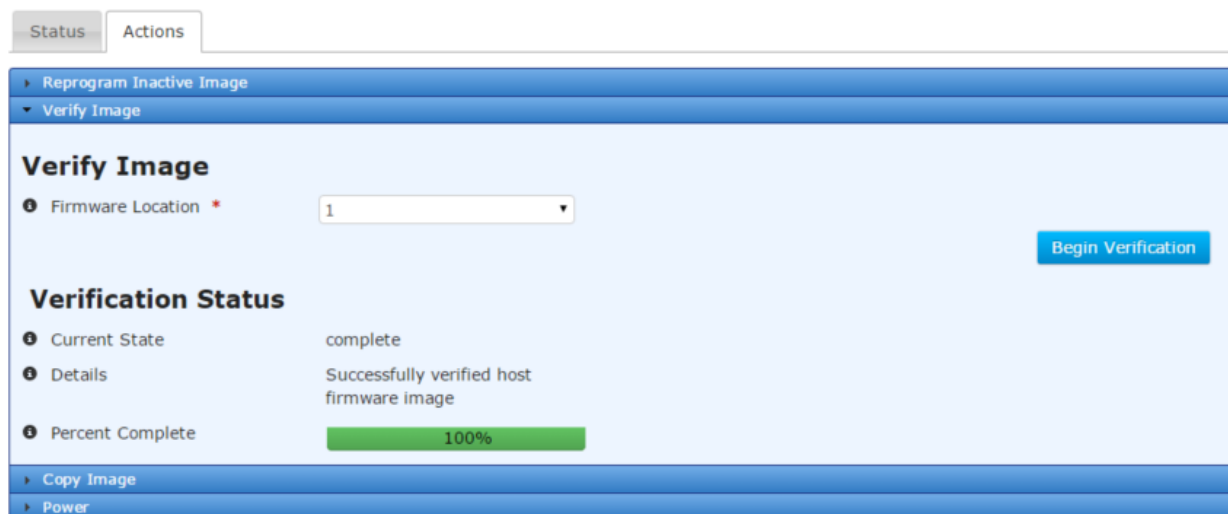 Status Actions
Reprogram Inactive Image
Verify Image
Verify Image
Firmware Location * 1
Begin Verification
Verification Status
Current State complete
Details Successfully verified host
firmware image
Percent Complete 100%
Copy Image
Power